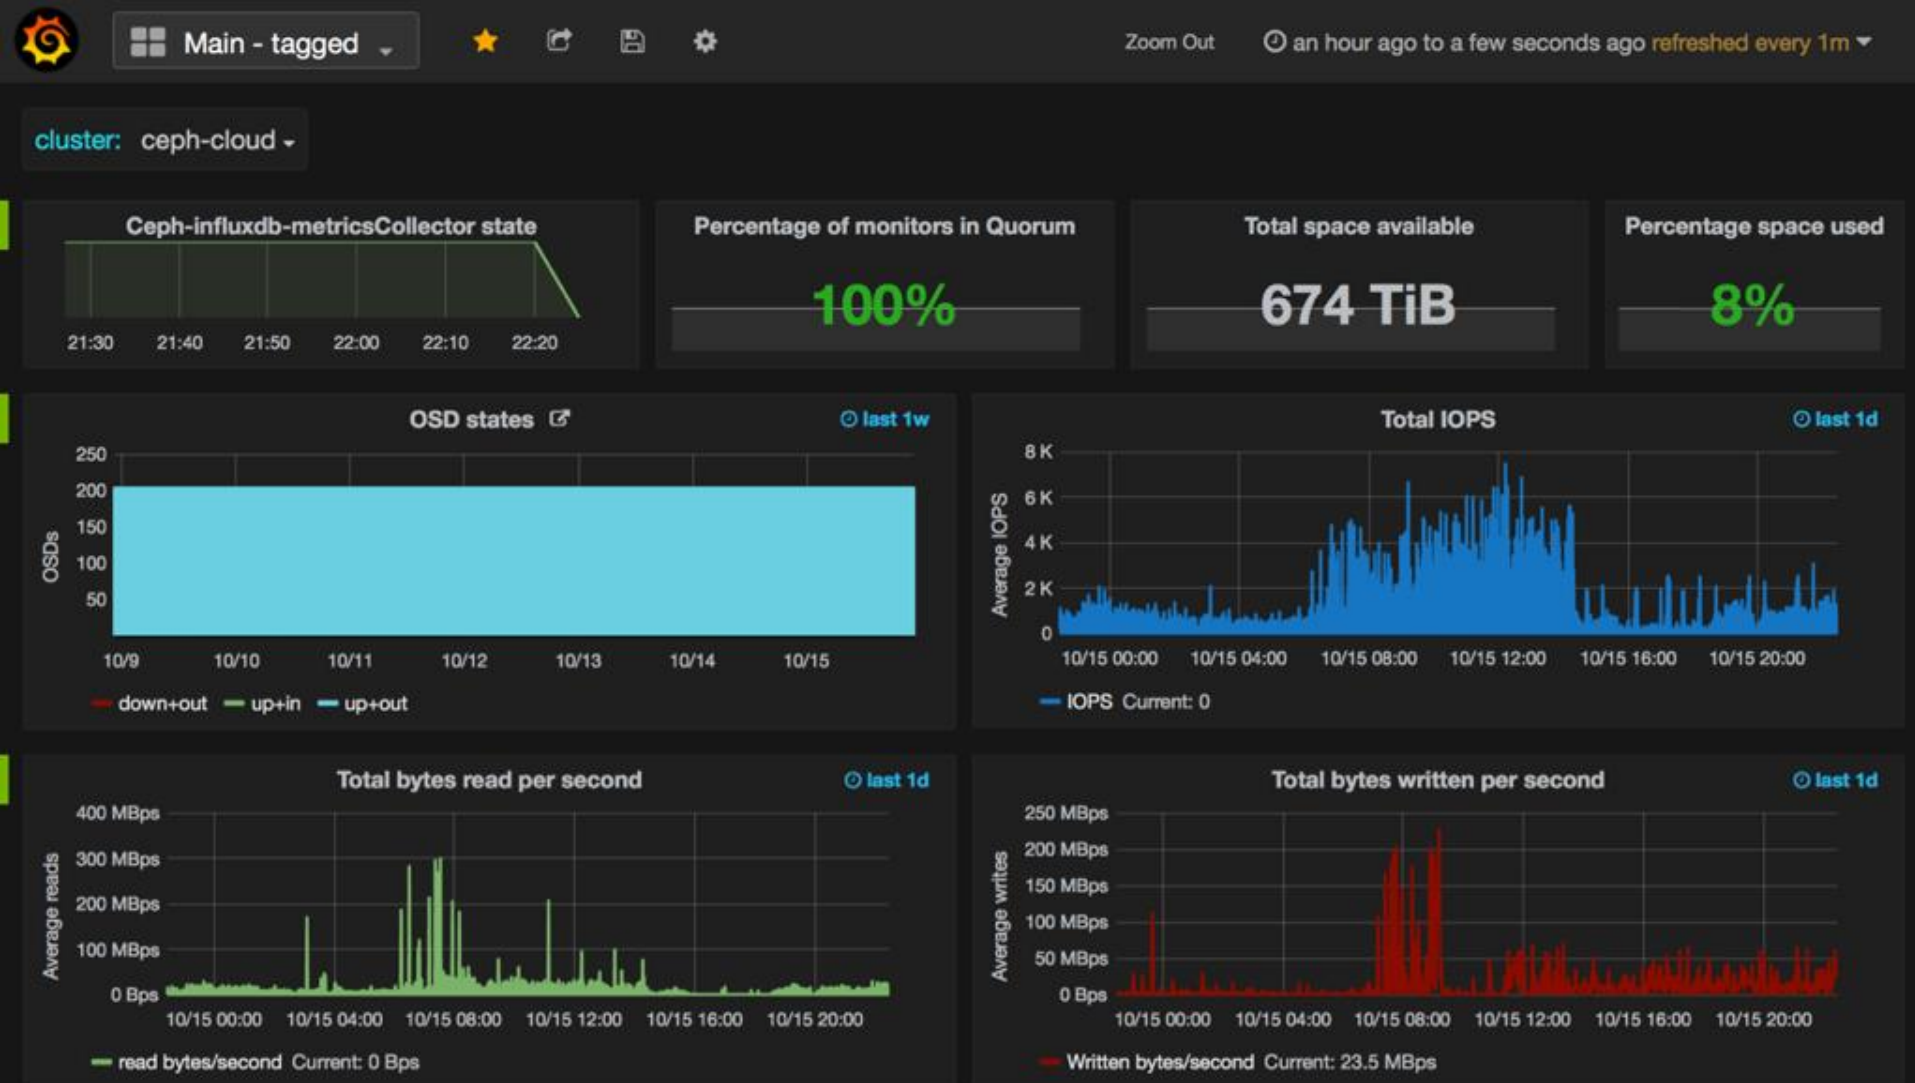 Main - tagged
Zoom Out
an hour ago to a few seconds ago refreshed every 1m
cluster: ceph-cloud
Ceph-influxdb-metricsCollector state
21:30 21:40 21:50 22:00 22:10 22:20
Percentage of monitors in Quorum
100%
Total space available
674 TiB
Percentage space used
8%
OSD states
last 1w
OSDs
250
200
150
100
50
10/9 10/10 10/11 10/12 10/13 10/14 10/15
down+out up+in up+out
Total IOPS
last 1d
Average IOPS
8 K
6 K
4 K
2 K
0
10/15 00:00 10/15 04:00 10/15 08:00 10/15 12:00 10/15 16:00 10/15 20:00
IOPS Current: 0
Total bytes read per second
last 1d
Average reads
400 MBps
300 MBps
200 MBps
100 MBps
0 Bps
10/15 00:00 10/15 04:00 10/15 08:00 10/15 12:00 10/15 16:00 10/15 20:00
read bytes/second Current: 0 Bps
Total bytes written per second
last 1d
Average writes
250 MBps
200 MBps
150 MBps
100 MBps
50 MBps
0 Bps
10/15 00:00 10/15 04:00 10/15 08:00 10/15 12:00 10/15 16:00 10/15 20:00
Written bytes/second Current: 23.5 MBps